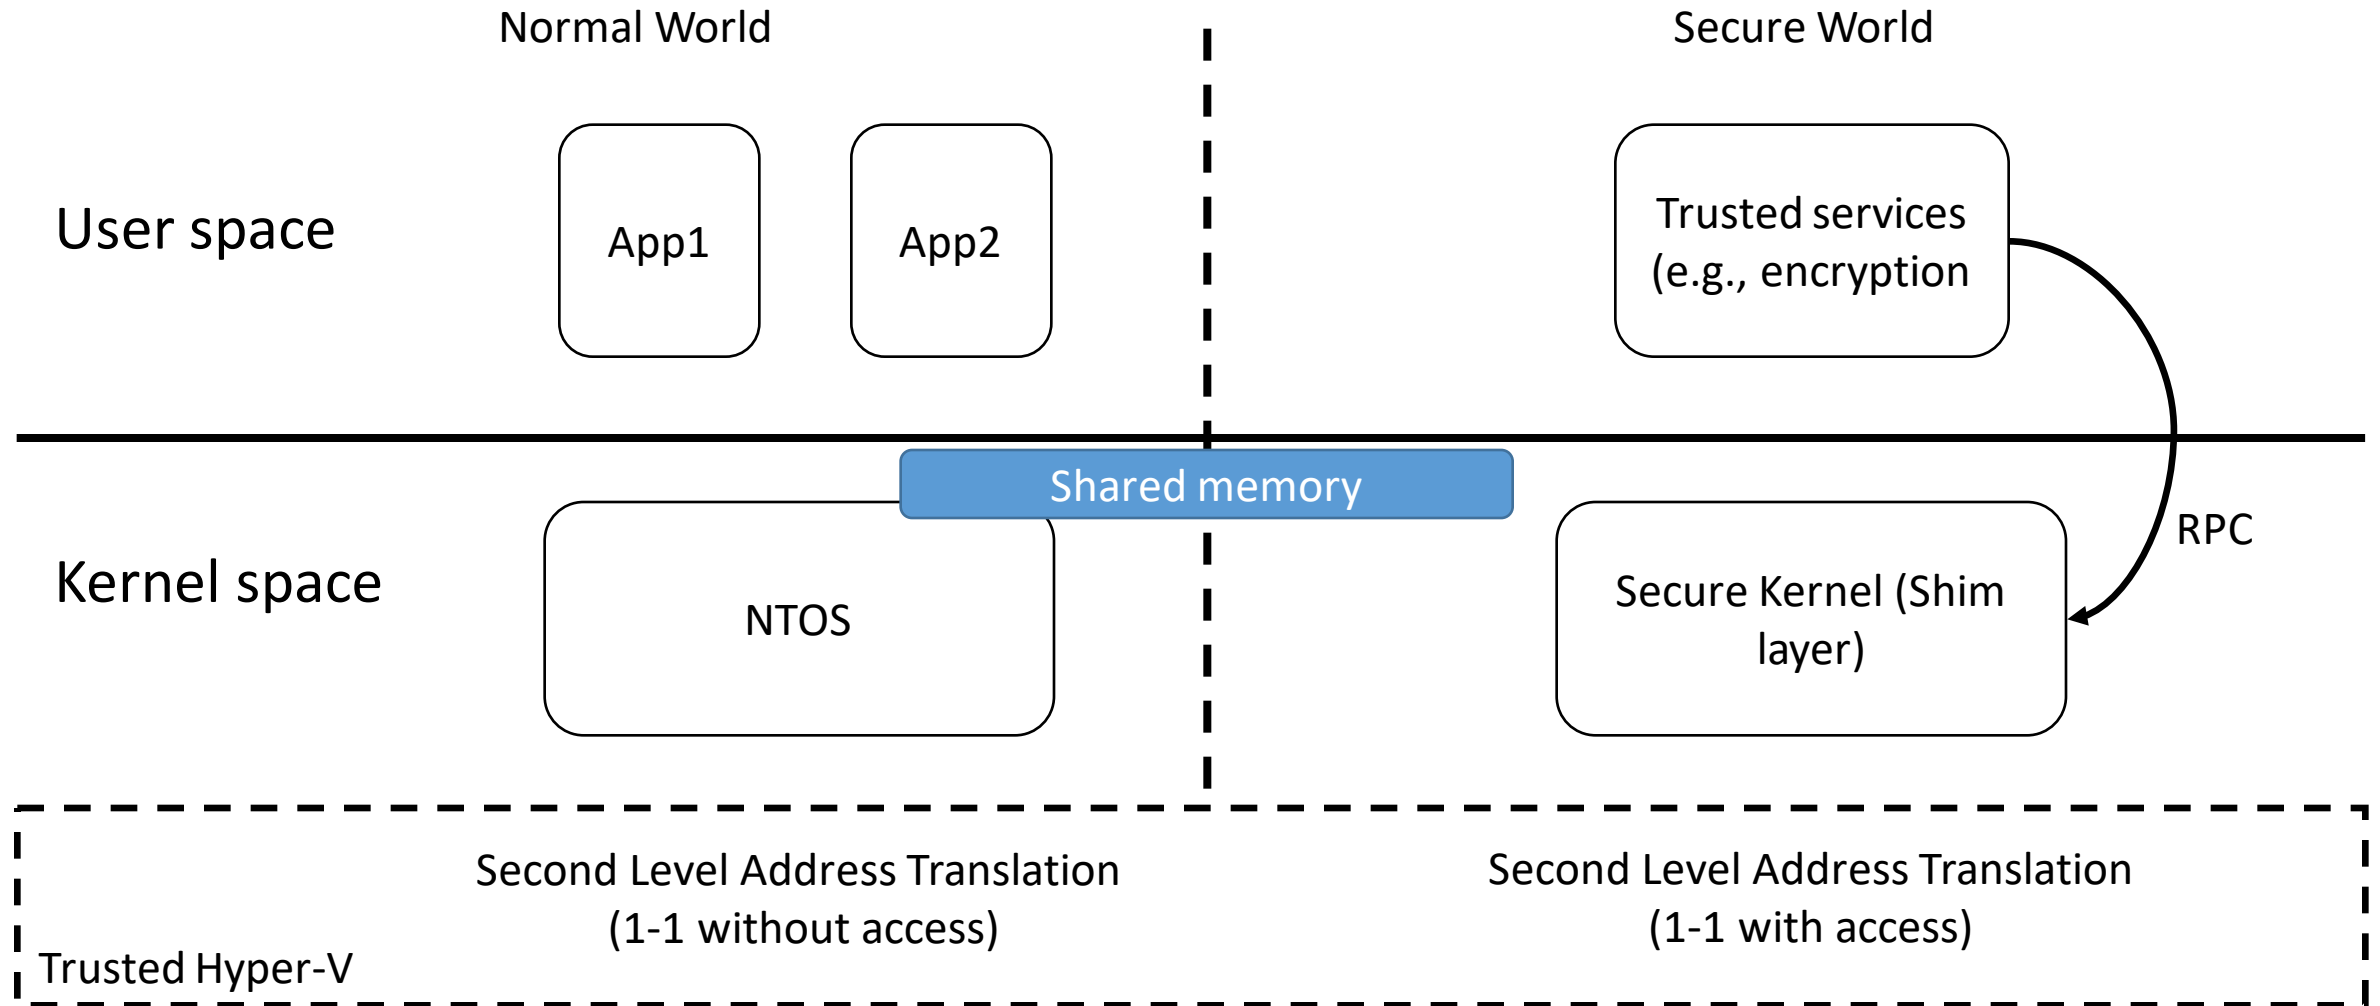 Normal World
Secure World
User space
App1
App2
Trusted services
(e.g., encryption
Shared memory
Kernel space
NTOS
Secure Kernel (Shim
layer)
RPC
Second Level Address Translation
(1-1 without access)
Second Level Address Translation
(1-1 with access)
Trusted Hyper-V